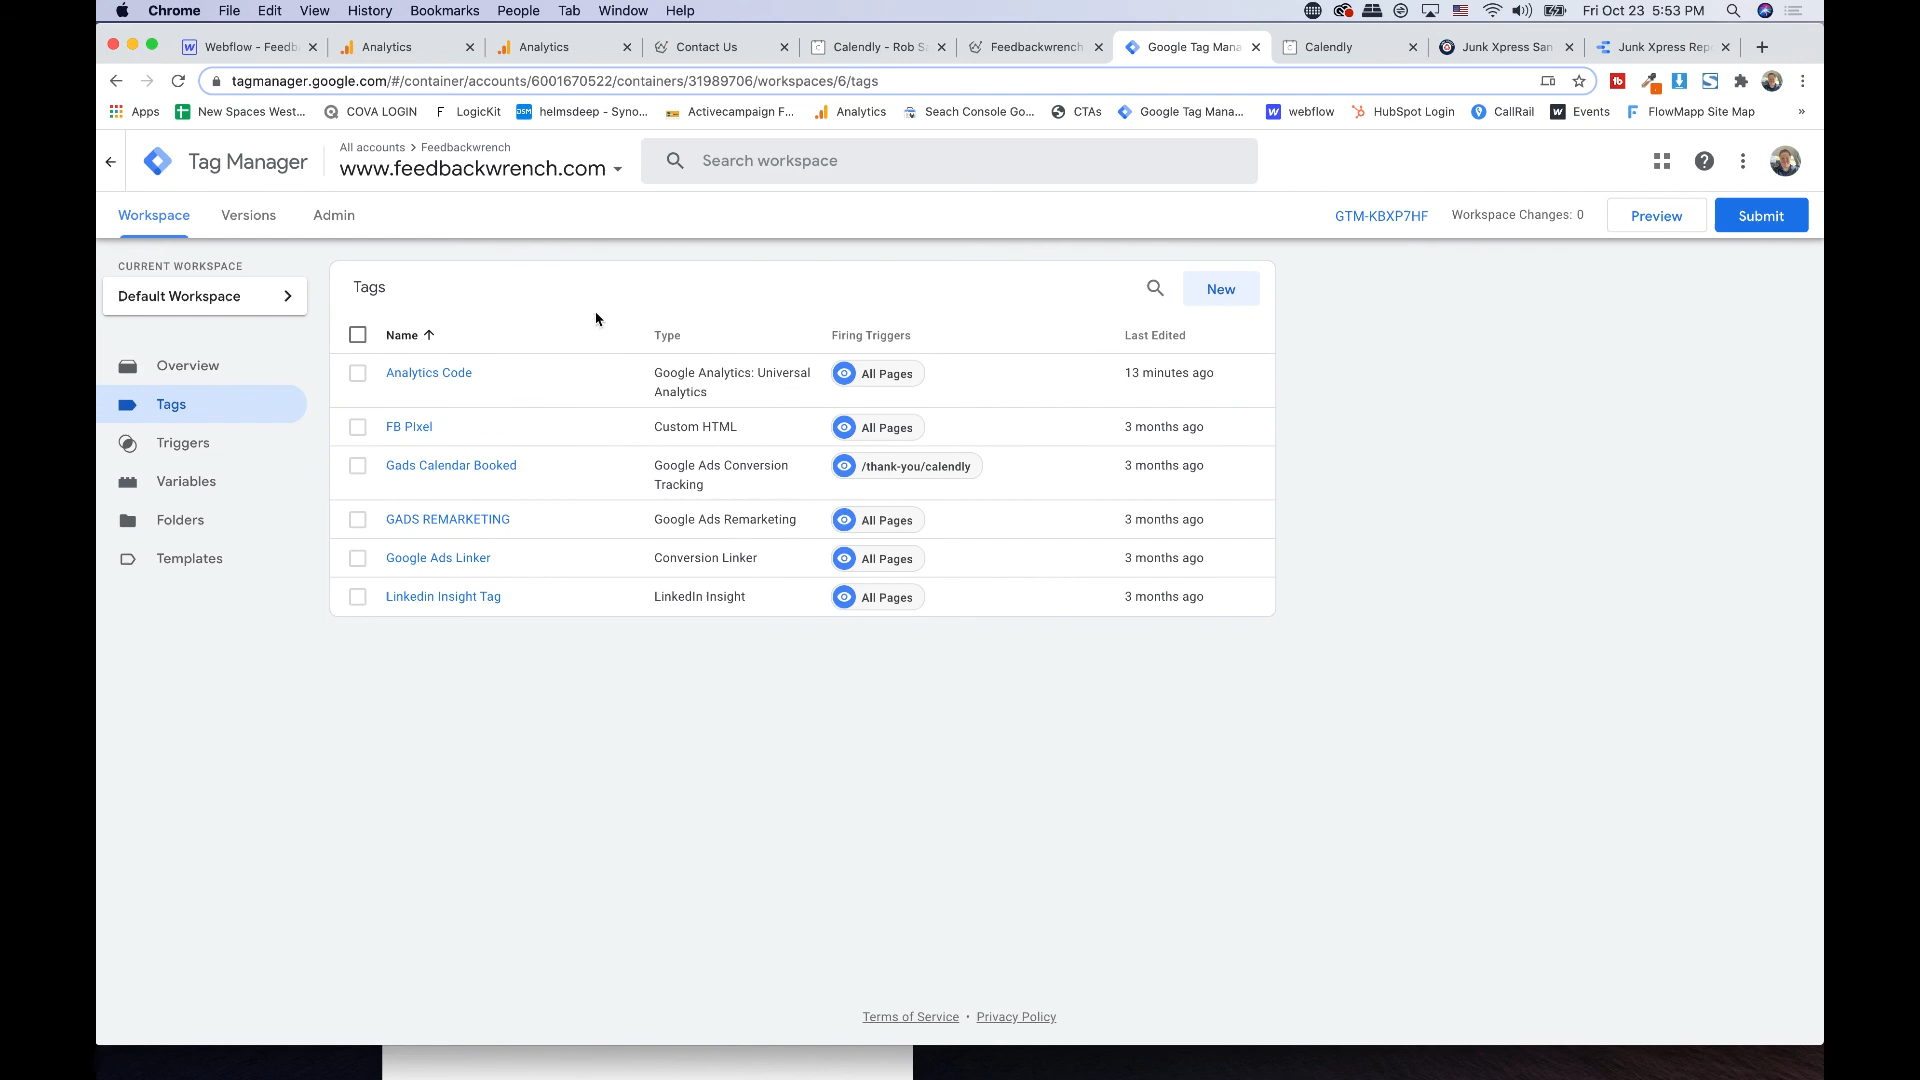 Chrome File Edit View History Bookmarks People Tab Window Help Fri Oct 23 5:53 PM
Webflow - Feedb Analytics Analytics Contact Us Calendly - Rob S Feedbackwrench Google Tag Mana Calendly Junk Xpress San Junk Xpress Rep
tagmanager.google.com/#/container/accounts/6001670522/containers/31989706/workspaces/6/tags
Apps New Spaces West... COVA LOGIN F LogicKit DSM helmsdeep - Syno... Activecampaign F... Analytics Seach Console Go... CTAs Google Tag Mana... webflow HubSpot Login CallRail Events FlowMapp Site Map »
All accounts > Feedbackwrench
Tag Manager www.feedbackwrench.com Search workspace
Workspace Versions Admin GTM-KBXP7HF Workspace Changes: 0 Preview Submit
CURRENT WORKSPACE
Default Workspace
Overview
Tags
Triggers
Variables
Folders
Templates
Tags New
Name Type Firing Triggers Last Edited
Analytics Code Google Analytics: Universal Analytics All Pages 13 minutes ago
FB PIxel Custom HTML All Pages 3 months ago
Gads Calendar Booked Google Ads Conversion Tracking /thank-you/calendly 3 months ago
GADS REMARKETING Google Ads Remarketing All Pages 3 months ago
Google Ads Linker Conversion Linker All Pages 3 months ago
Linkedin Insight Tag LinkedIn Insight All Pages 3 months ago
Terms of Service • Privacy Policy